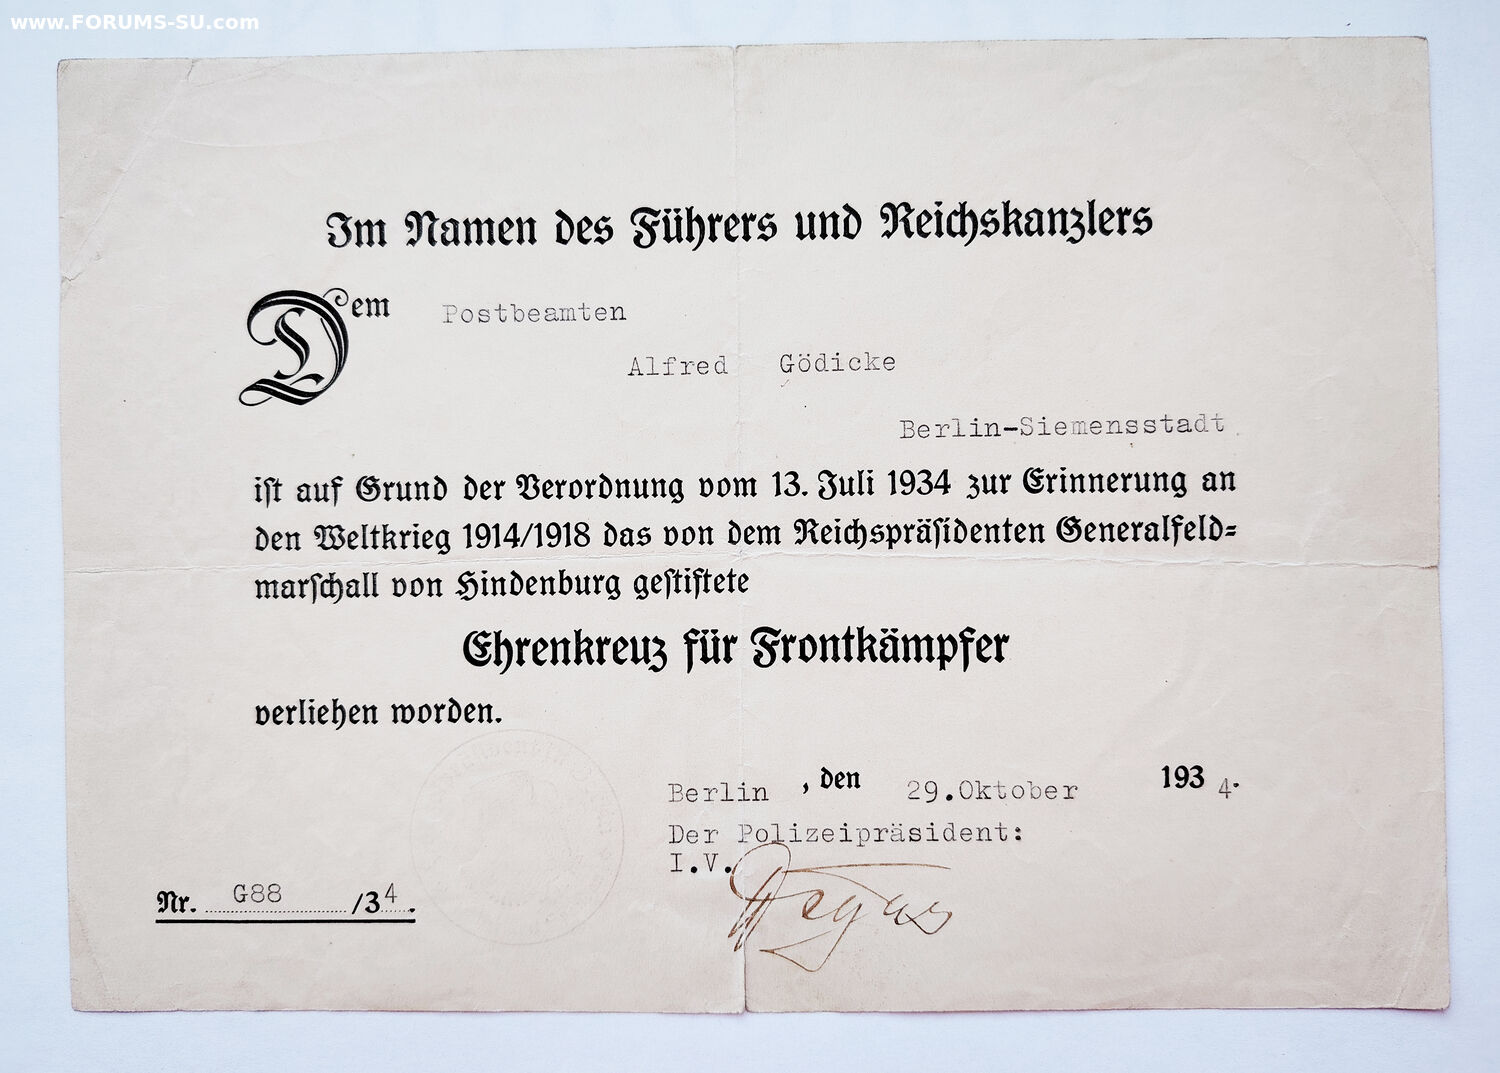 www.FORUMS-SU.com
Im Namen des Führers und Reichskanzlers
Dem Postbeamten
Alfred Gödicke
Berlin-Siemensstadt.
ist auf Grund der Verordnung vom 13. Juli 1934 zur Erinnerung an
den Weltkrieg 1914/1918 das von dem Reichspräsidenten Generalfeld=
marschall von Hindenburg gestiftete
Ehrenkreuz für Frontkämpfer
verliehen worden.
Berlin, den 29.Oktober 1934.
Der Polizeipräsident:
I.V.
Nr. G88 /34.